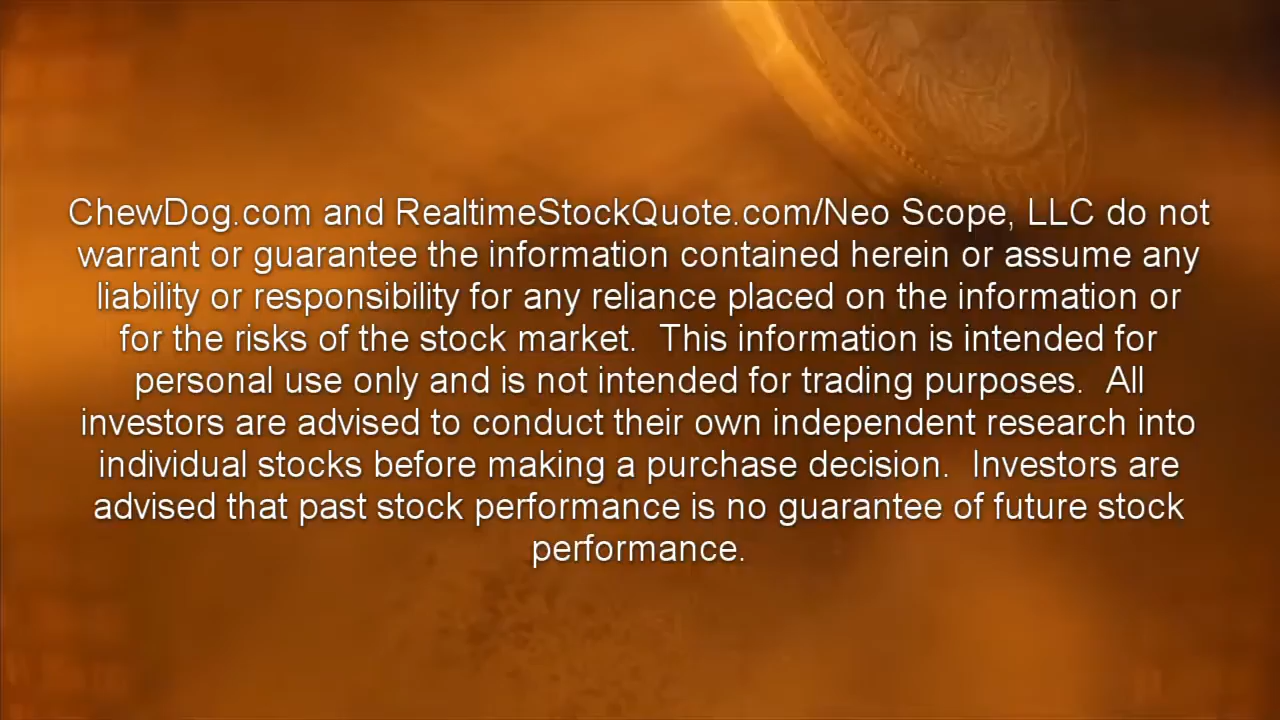 ChewDog.com and RealtimeStockQuote.com/Neo Scope, LLC do not
warrant or guarantee the information contained herein or assume any
liability or responsibility for any reliance placed on the information or
for the risks of the stock market.  This information is intended for
personal use only and is not intended for trading purposes.  All
investors are advised to conduct their own independent research into
individual stocks before making a purchase decision.  Investors are
advised that past stock performance is no guarantee of future stock
performance.